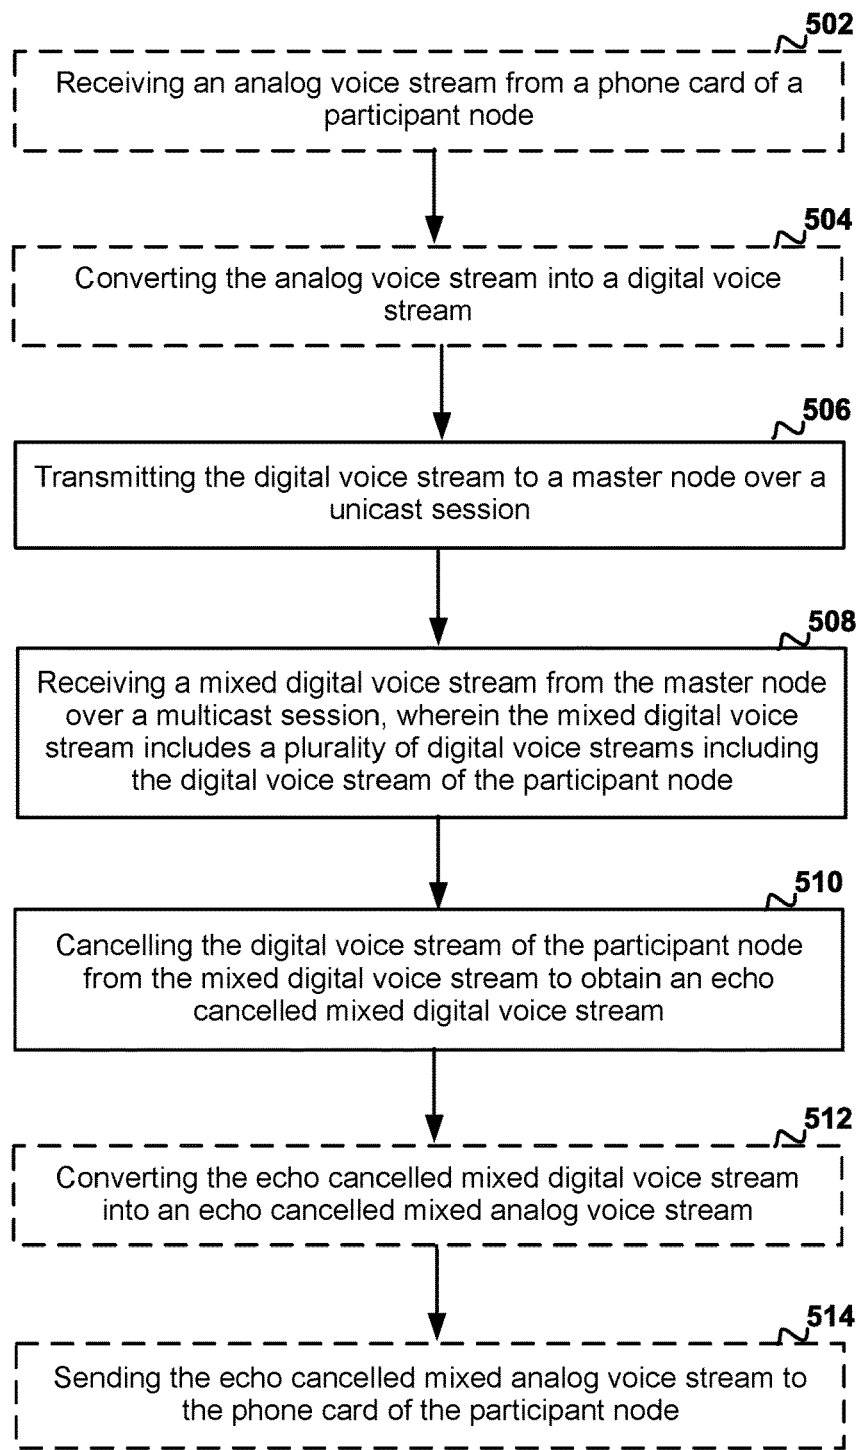 502
Receiving an analog voice stream from a phone card of a
participant node
504
Converting the analog voice stream into a digital voice
stream
506
Transmitting the digital voice stream to a master node over a
unicast session
508
Receiving a mixed digital voice stream from the master node
over a multicast session, wherein the mixed digital voice
stream includes a plurality of digital voice streams including
the digital voice stream of the participant node
510
Cancelling the digital voice stream of the participant node
from the mixed digital voice stream to obtain an echo
cancelled mixed digital voice stream
512
Converting the echo cancelled mixed digital voice stream
into an echo cancelled mixed analog voice stream
514
Sending the echo cancelled mixed analog voice stream to
the phone card of the participant node